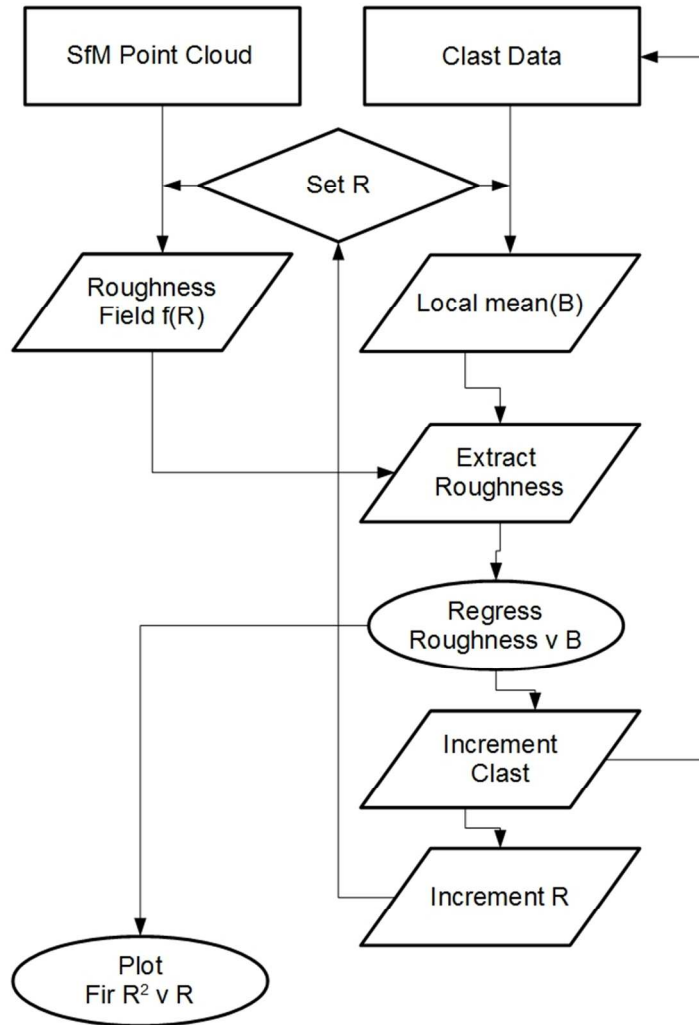 SfM Point Cloud
Clast Data
Set R
Roughness
Field f(R)
Local mean(B)
Extract
Roughness
Regress
Roughness v B
Increment
Clast
Increment R
Plot
Fir R² v R